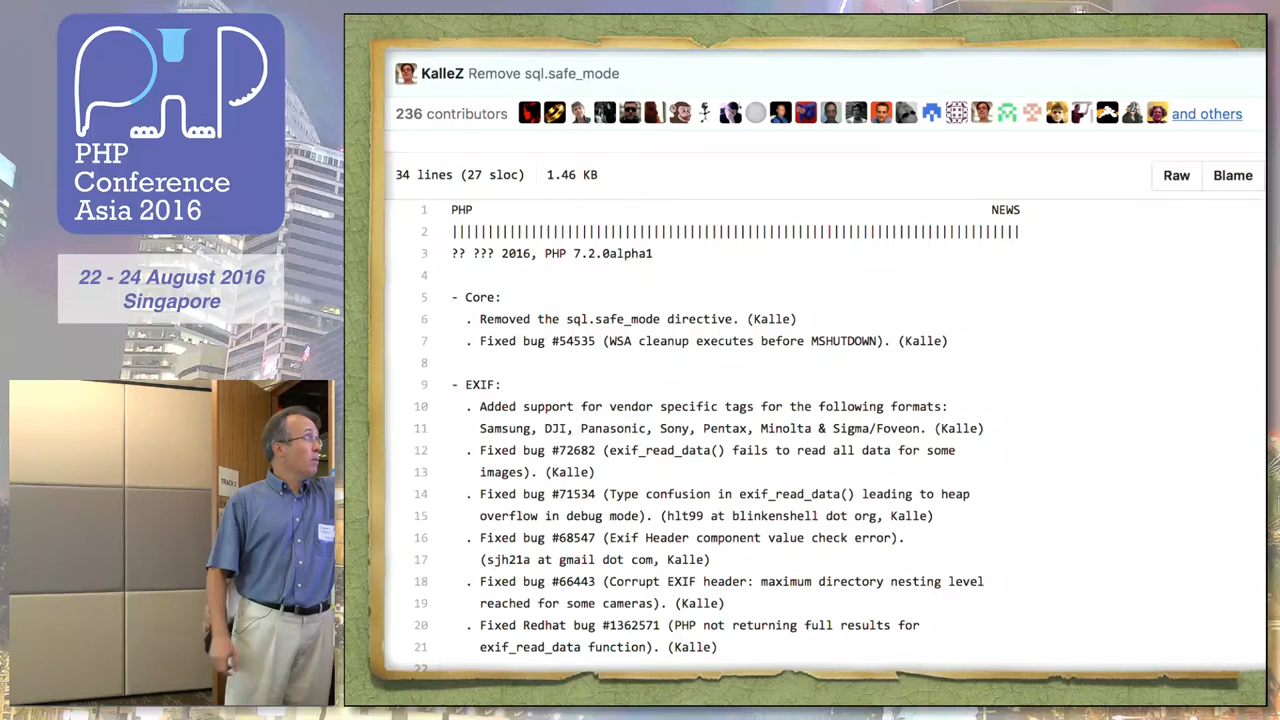 PHP
Conference
Asia 2016
22 - 24 August 2016
Singapore
TRACK 2
KalleZ Remove sql.safe_mode
236 contributors
and others
34 lines (27 sloc) 1.46 KB
Raw Blame
1 PHP NEWS
2 |||||||||||||||||||||||||||||||||||||||||||||||||||||||||||||||||||||||||||||||
3 ?? ??? 2016, PHP 7.2.0alpha1
4
5 - Core:
6 . Removed the sql.safe_mode directive. (Kalle)
7 . Fixed bug #54535 (WSA cleanup executes before MSHUTDOWN). (Kalle)
8
9 - EXIF:
10 . Added support for vendor specific tags for the following formats:
11 Samsung, DJI, Panasonic, Sony, Pentax, Minolta & Sigma/Foveon. (Kalle)
12 . Fixed bug #72682 (exif_read_data() fails to read all data for some
13 images). (Kalle)
14 . Fixed bug #71534 (Type confusion in exif_read_data() leading to heap
15 overflow in debug mode). (hlt99 at blinkenshell dot org, Kalle)
16 . Fixed bug #68547 (Exif Header component value check error).
17 (sjh21a at gmail dot com, Kalle)
18 . Fixed bug #66443 (Corrupt EXIF header: maximum directory nesting level
19 reached for some cameras). (Kalle)
20 . Fixed Redhat bug #1362571 (PHP not returning full results for
21 exif_read_data function). (Kalle)
22